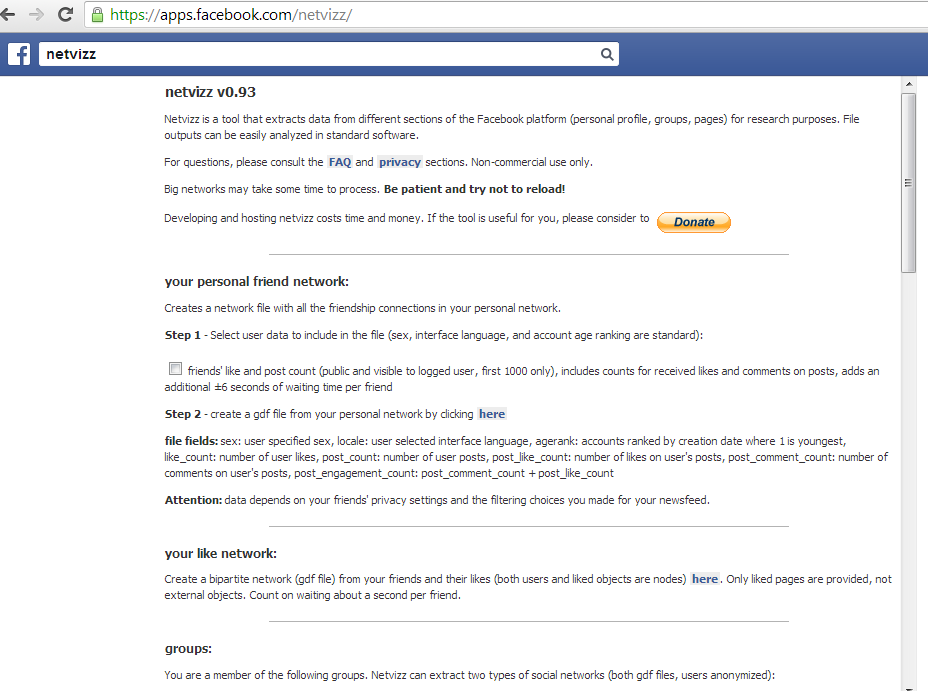 https://apps.facebook.com/netvizz/
f netvizz
netvizz v0.93
Netvizz is a tool that extracts data from different sections of the Facebook platform (personal profile, groups, pages) for research purposes. File
outputs can be easily analyzed in standard software.
For questions, please consult the FAQ and privacy sections. Non-commercial use only.
Big networks may take some time to process. Be patient and try not to reload!
Developing and hosting netvizz costs time and money. If the tool is useful for you, please consider to Donate
your personal friend network:
Creates a network file with all the friendship connections in your personal network.
Step 1 - Select user data to include in the file (sex, interface language, and account age ranking are standard):
friends' like and post count (public and visible to logged user, first 1000 only), includes counts for received likes and comments on posts, adds an
additional ±6 seconds of waiting time per friend
Step 2 - create a gdf file from your personal network by clicking here
file fields: sex: user specified sex, locale: user selected interface language, agerank: accounts ranked by creation date where 1 is youngest,
like_count: number of user likes, post_count: number of user posts, post_like_count: number of likes on user's posts, post_comment_count: number of
comments on user's posts, post_engagement_count: post_comment_count + post_like_count
Attention: data depends on your friends' privacy settings and the filtering choices you made for your newsfeed.
your like network:
Create a bipartite network (gdf file) from your friends and their likes (both users and liked objects are nodes) here. Only liked pages are provided, not
external objects. Count on waiting about a second per friend.
groups:
You are a member of the following groups. Netvizz can extract two types of social networks (both gdf files, users anonymized):